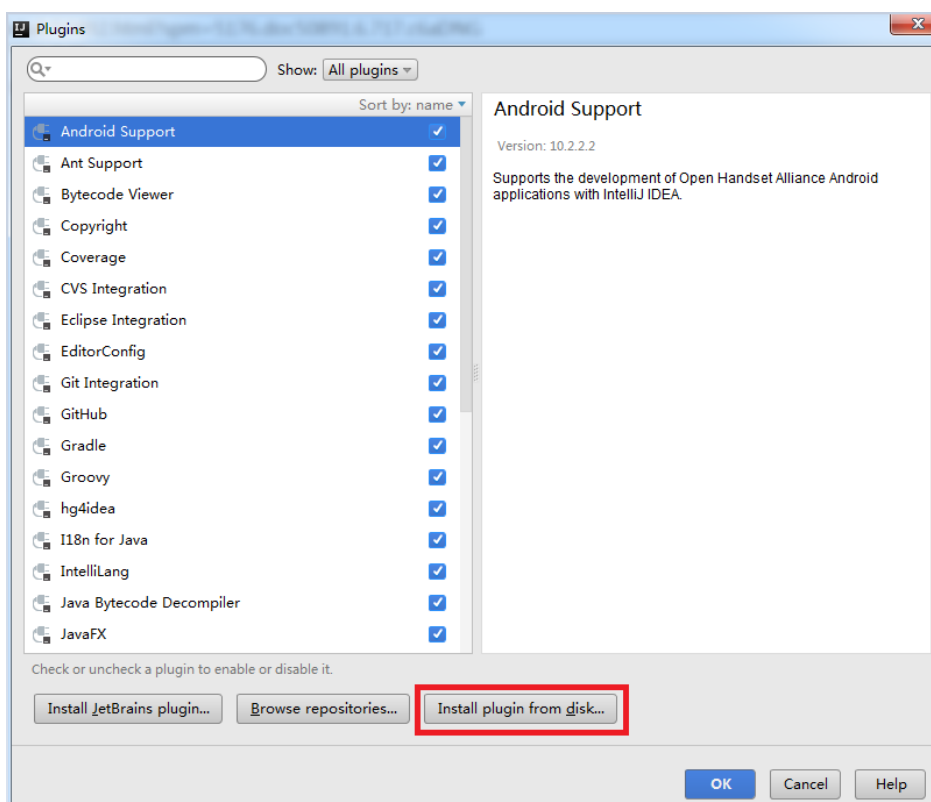 Plugins
Show: All plugins
Sort by: name
Android Support
Ant Support
Bytecode Viewer
Copyright
Coverage
CVS Integration
Eclipse Integration
EditorConfig
Git Integration
GitHub
Gradle
Groovy
hg4idea
I18n for Java
IntelliLang
Java Bytecode Decompiler
JavaFX
Android Support
Version: 10.2.2.2
Supports the development of Open Handset Alliance Android
applications with IntelliJ IDEA.
Check or uncheck a plugin to enable or disable it.
Install JetBrains plugin... Browse repositories... Install plugin from disk...
OK Cancel Help